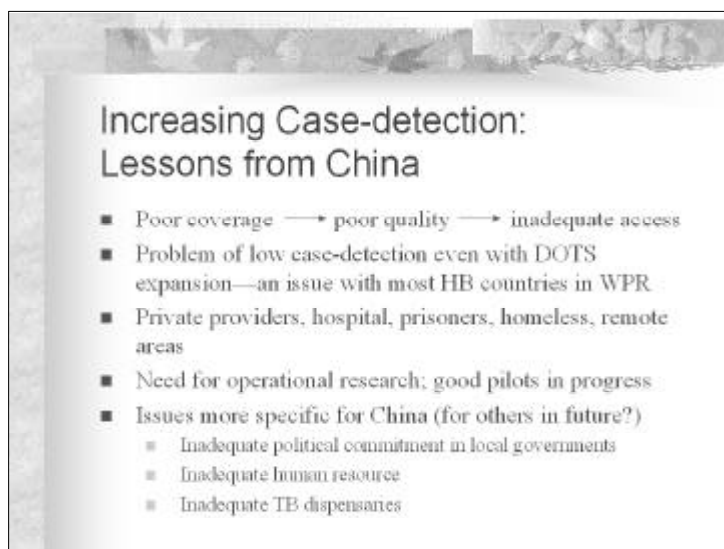 Increasing Case-detection:
Lessons from China
Poor coverage → poor quality → inadequate access
Problem of low case-detection even with DOTS
expansion—an issue with most HB countries in WPR
Private providers, hospital, prisoners, homeless, remote
areas
Need for operational research; good pilots in progress
Issues more specific for China (for others in future?)
Inadequate political commitment in local governments
Inadequate human resource
Inadequate TB dispensaries